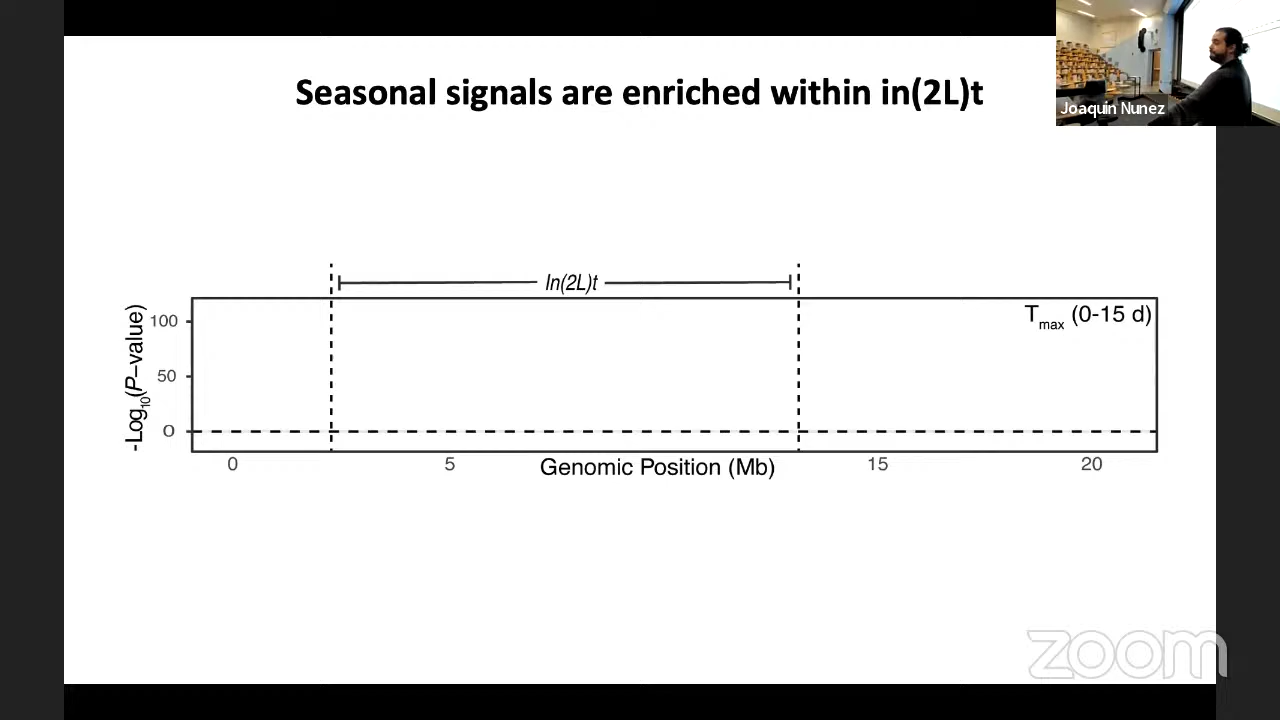 Seasonal signals are enriched within in(2L)t
Joaquin Nunez
In(2L)t
Tmax (0-15 d)
-Log10(P-value)
100
50
0
0
5
Genomic Position (Mb)
15
20
zoom